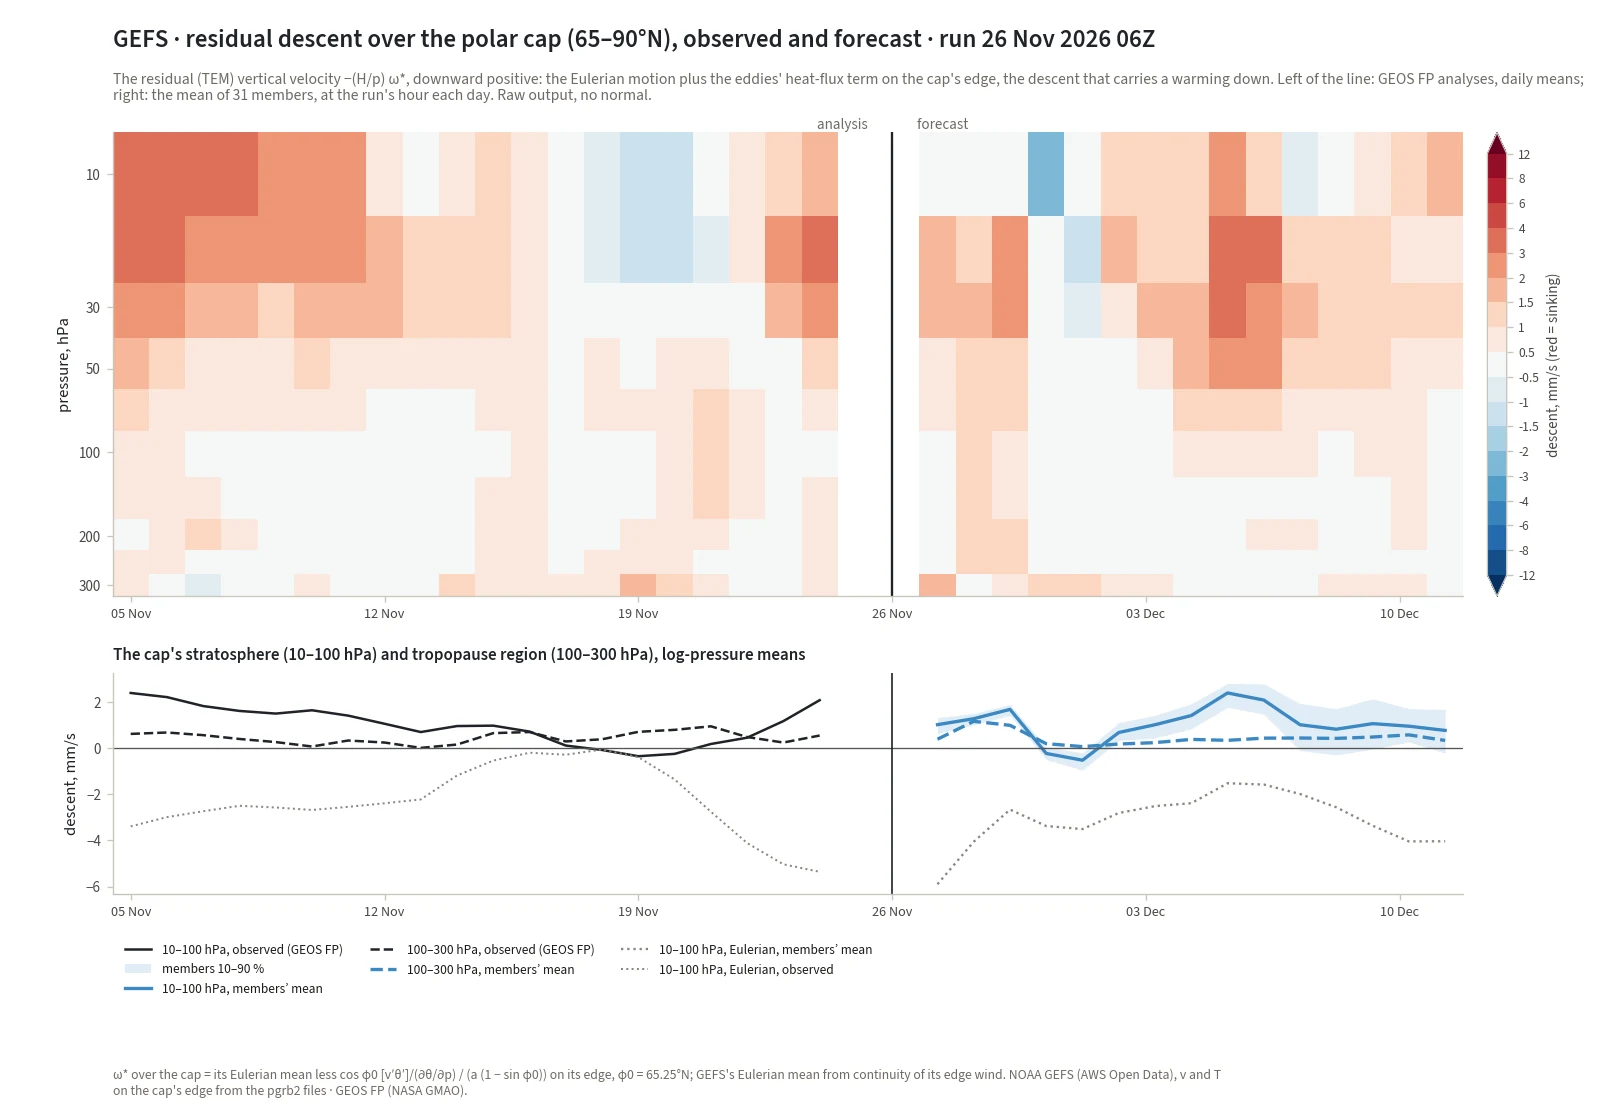 GEFS · residual descent over the polar cap (65–90°N), observed and forecast · run 26 Nov 2026 06Z
The residual (TEM) vertical velocity −(H/p) ω*, downward positive: the Eulerian motion plus the eddies' heat-flux term on the cap's edge, the descent that carries a warming down. Left of the line: GEOS FP analyses, daily means;
right: the mean of 31 members, at the run's hour each day. Raw output, no normal.
analysis
forecast
pressure, hPa
10
30
50
100
200
300
05 Nov
12 Nov
19 Nov
26 Nov
03 Dec
10 Dec
12
8
6
4
3
2
1.5
1
0.5
-0.5
-1
-1.5
-2
-3
-4
-6
-8
-12
descent, mm/s (red = sinking)
The cap's stratosphere (10–100 hPa) and tropopause region (100–300 hPa), log-pressure means
descent, mm/s
2
0
−2
−4
−6
05 Nov
12 Nov
19 Nov
26 Nov
03 Dec
10 Dec
10–100 hPa, observed (GEOS FP)
members 10–90 %
10–100 hPa, members’ mean
100–300 hPa, observed (GEOS FP)
100–300 hPa, members’ mean
10–100 hPa, Eulerian, members’ mean
10–100 hPa, Eulerian, observed
ω* over the cap = its Eulerian mean less cos φ0 [v′θ′]/(∂θ/∂p) / (a (1 − sin φ0)) on its edge, φ0 = 65.25°N; GEFS's Eulerian mean from continuity of its edge wind. NOAA GEFS (AWS Open Data), v and T
on the cap's edge from the pgrb2 files · GEOS FP (NASA GMAO).